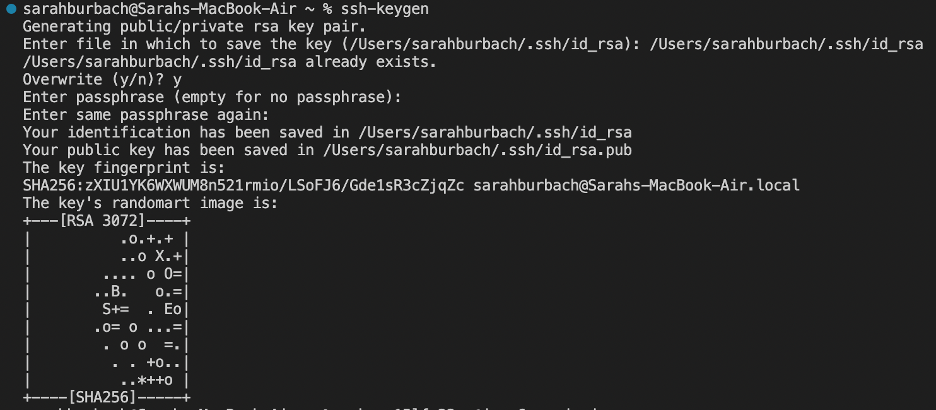 sarahburbach@Sarahs-MacBook-Air ~ % ssh-keygen
Generating public/private rsa key pair.
Enter file in which to save the key (/Users/sarahburbach/.ssh/id_rsa): /Users/sarahburbach/.ssh/id_rsa
/Users/sarahburbach/.ssh/id_rsa already exists.
Overwrite (y/n)? y
Enter passphrase (empty for no passphrase):
Enter same passphrase again:
Your identification has been saved in /Users/sarahburbach/.ssh/id_rsa
Your public key has been saved in /Users/sarahburbach/.ssh/id_rsa.pub
The key fingerprint is:
SHA256:zXIU1YK6WXWUM8n521rmio/LSoFJ6/Gde1sR3cZjqZc sarahburbach@Sarahs-MacBook-Air.local
The key's randomart image is:
+---[RSA 3072]----+
|          .o.+.+ |
|          ..o X.+|
|        .... o O=|
|       ..B.   o.=|
|        S+=  . Eo|
|       .o= o ...=|
|        . o o  =.|
|         . . +o..|
|          ..*++o |
+----[SHA256]-----+